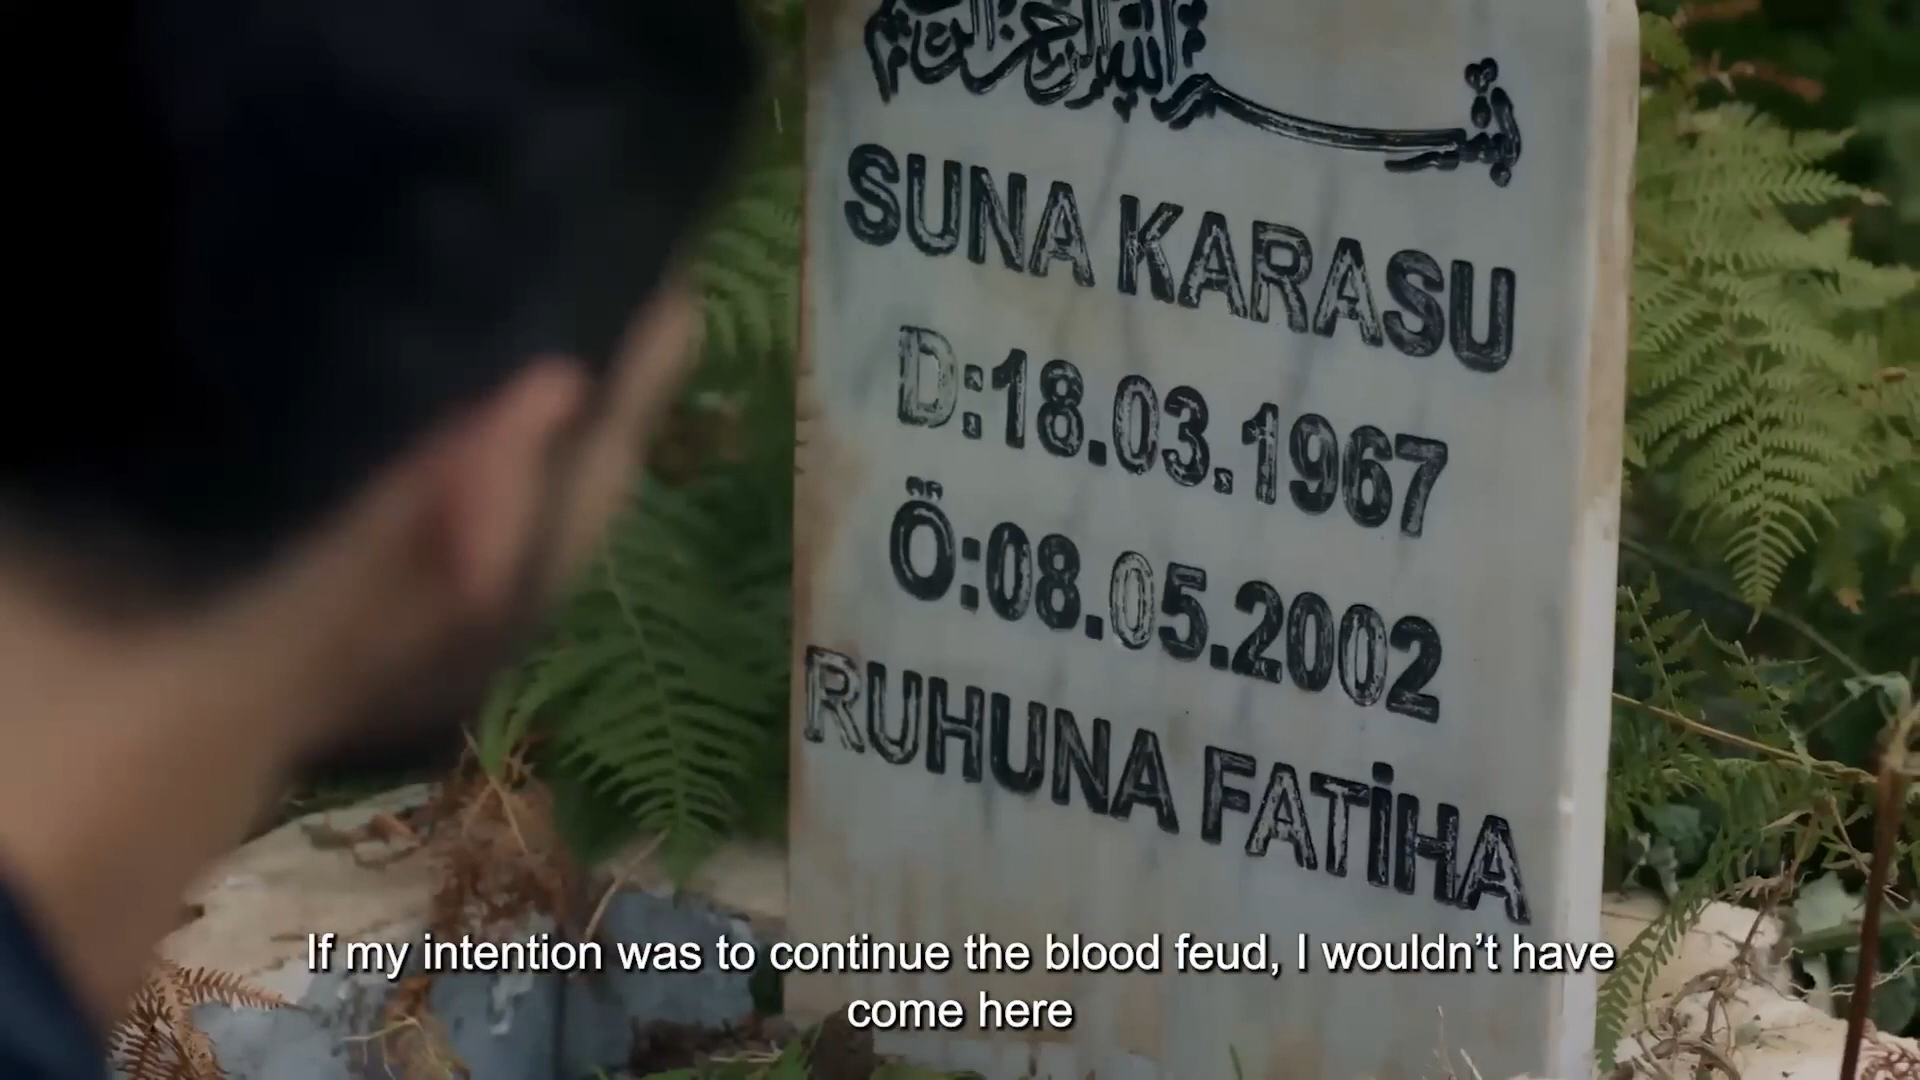 بسم الله الرحمن الرحيم
SUNA KARASU
D:18.03.1967
Ö:08.05.2002
RUHUNA FATİHA
If my intention was to continue the blood feud, I wouldn't have
come here